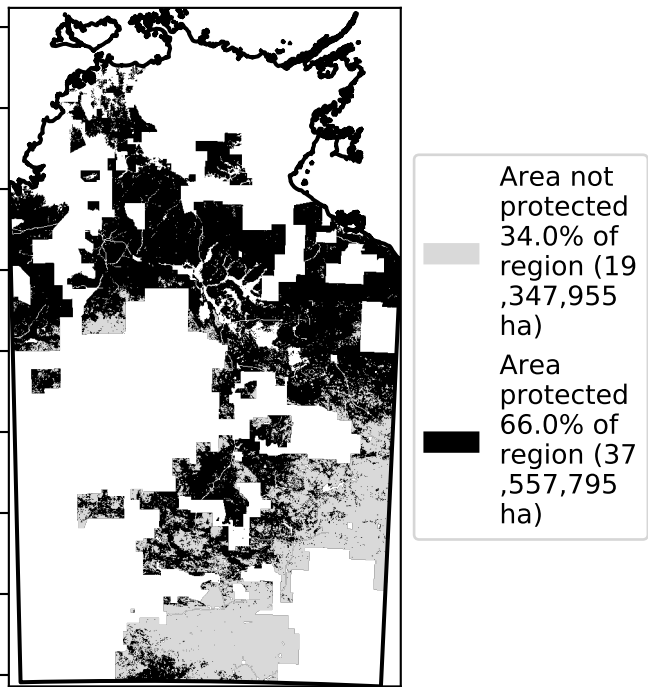 Area not
protected
34.0% of
region (19
,347,955
ha)
Area
protected
66.0% of
region (37
,557,795
ha)